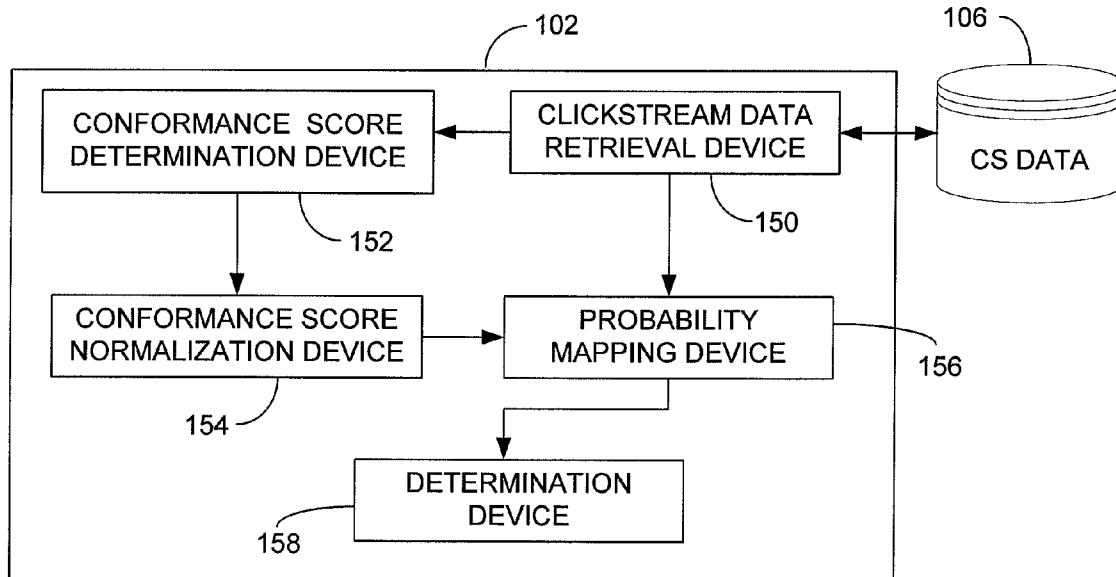 102
106
CONFORMANCE SCORE
DETERMINATION DEVICE
CLICKSTREAM DATA
RETRIEVAL DEVICE
CS DATA
152
150
CONFORMANCE SCORE
NORMALIZATION DEVICE
PROBABILITY
MAPPING DEVICE
156
154
DETERMINATION
DEVICE
158